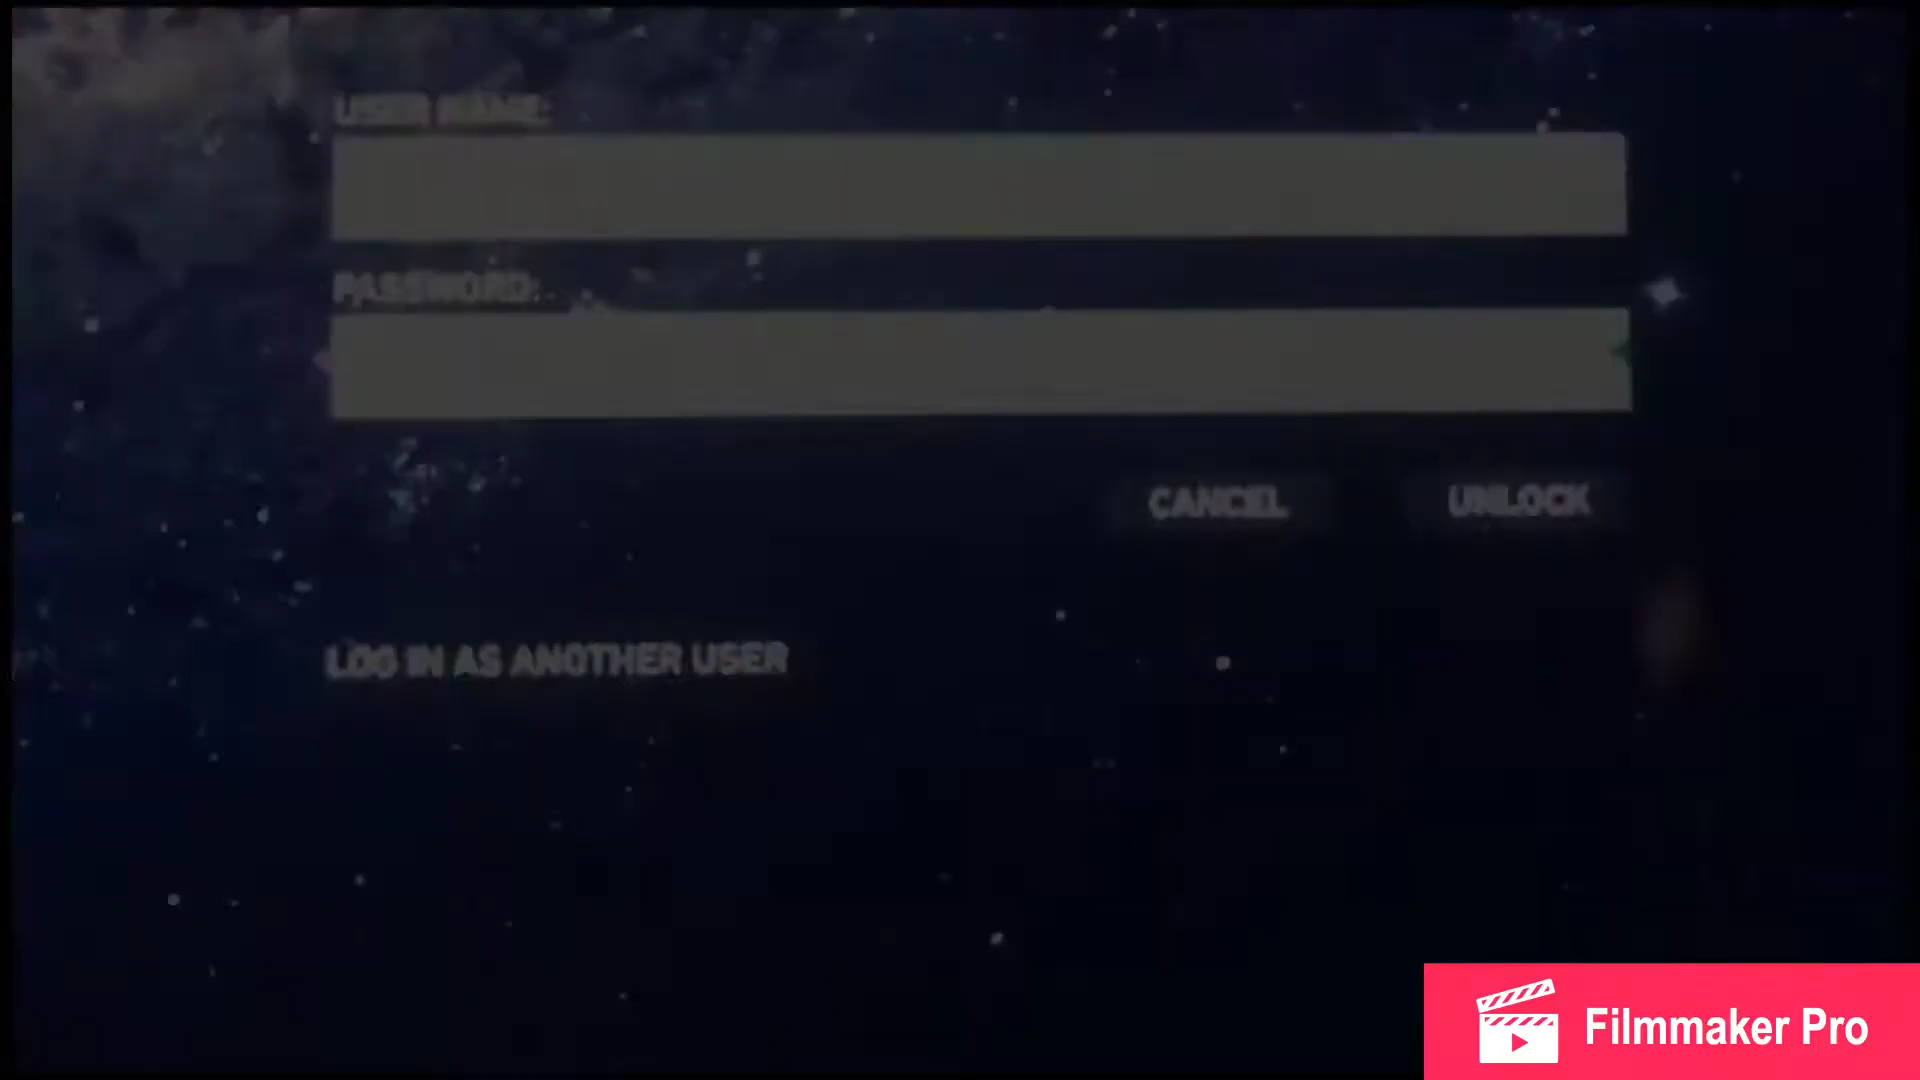 USER NAME:
PASSWORD:
CANCEL UNLOCK
LOG IN AS ANOTHER USER
Filmmaker Pro